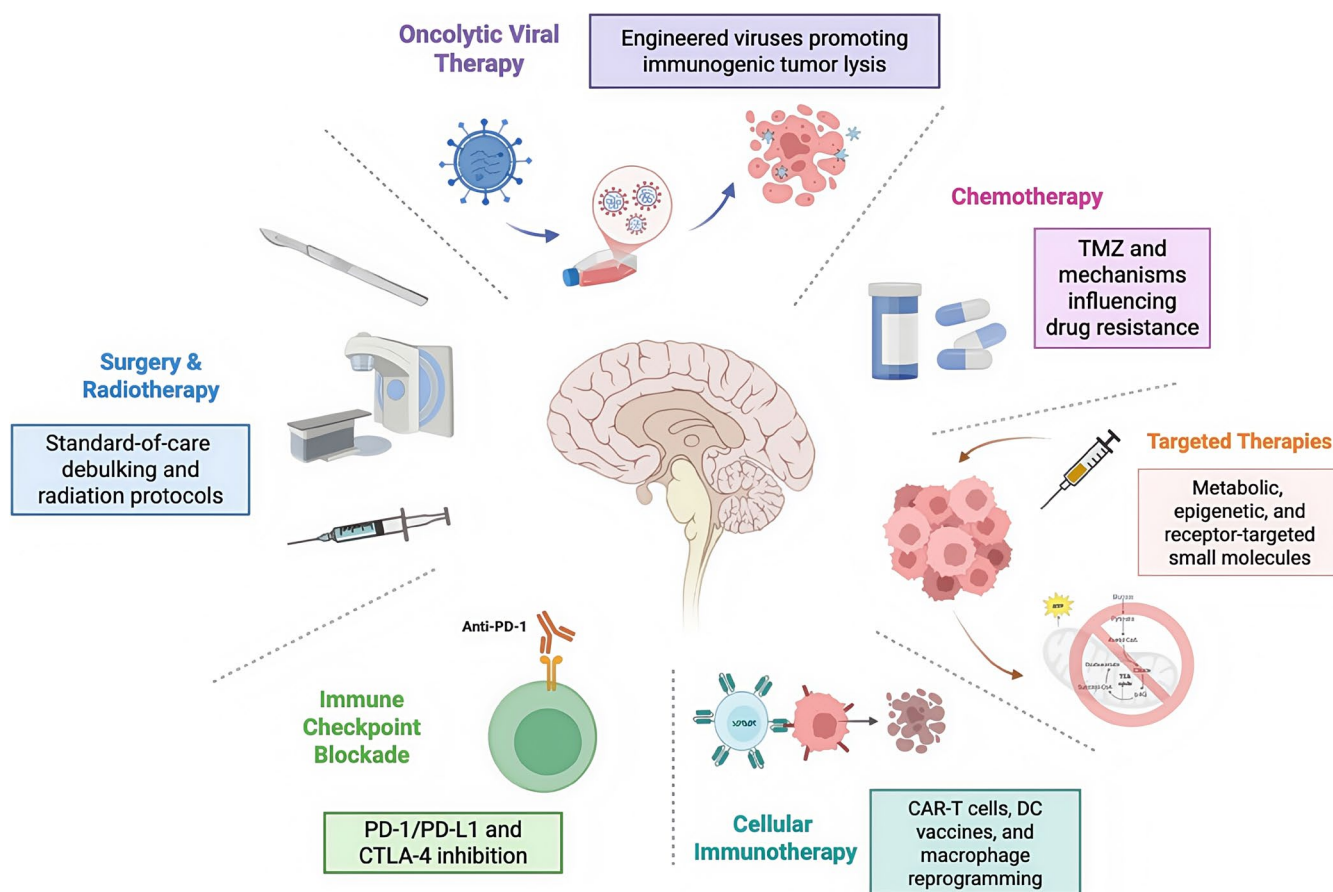 Oncolytic Viral
Therapy
Engineered viruses promoting
immunogenic tumor lysis
Chemotherapy
TMZ and
mechanisms
influencing
drug resistance
Surgery &
Radiotherapy
Standard-of-care
debulking and
radiation protocols
Targeted Therapies
Metabolic,
epigenetic, and
receptor-targeted
small molecules
Anti-PD-1
Immune
Checkpoint
Blockade
PD-1/PD-L1 and
CTLA-4 inhibition
Cellular
Immunotherapy
CAR-T cells, DC
vaccines, and
macrophage
reprogramming